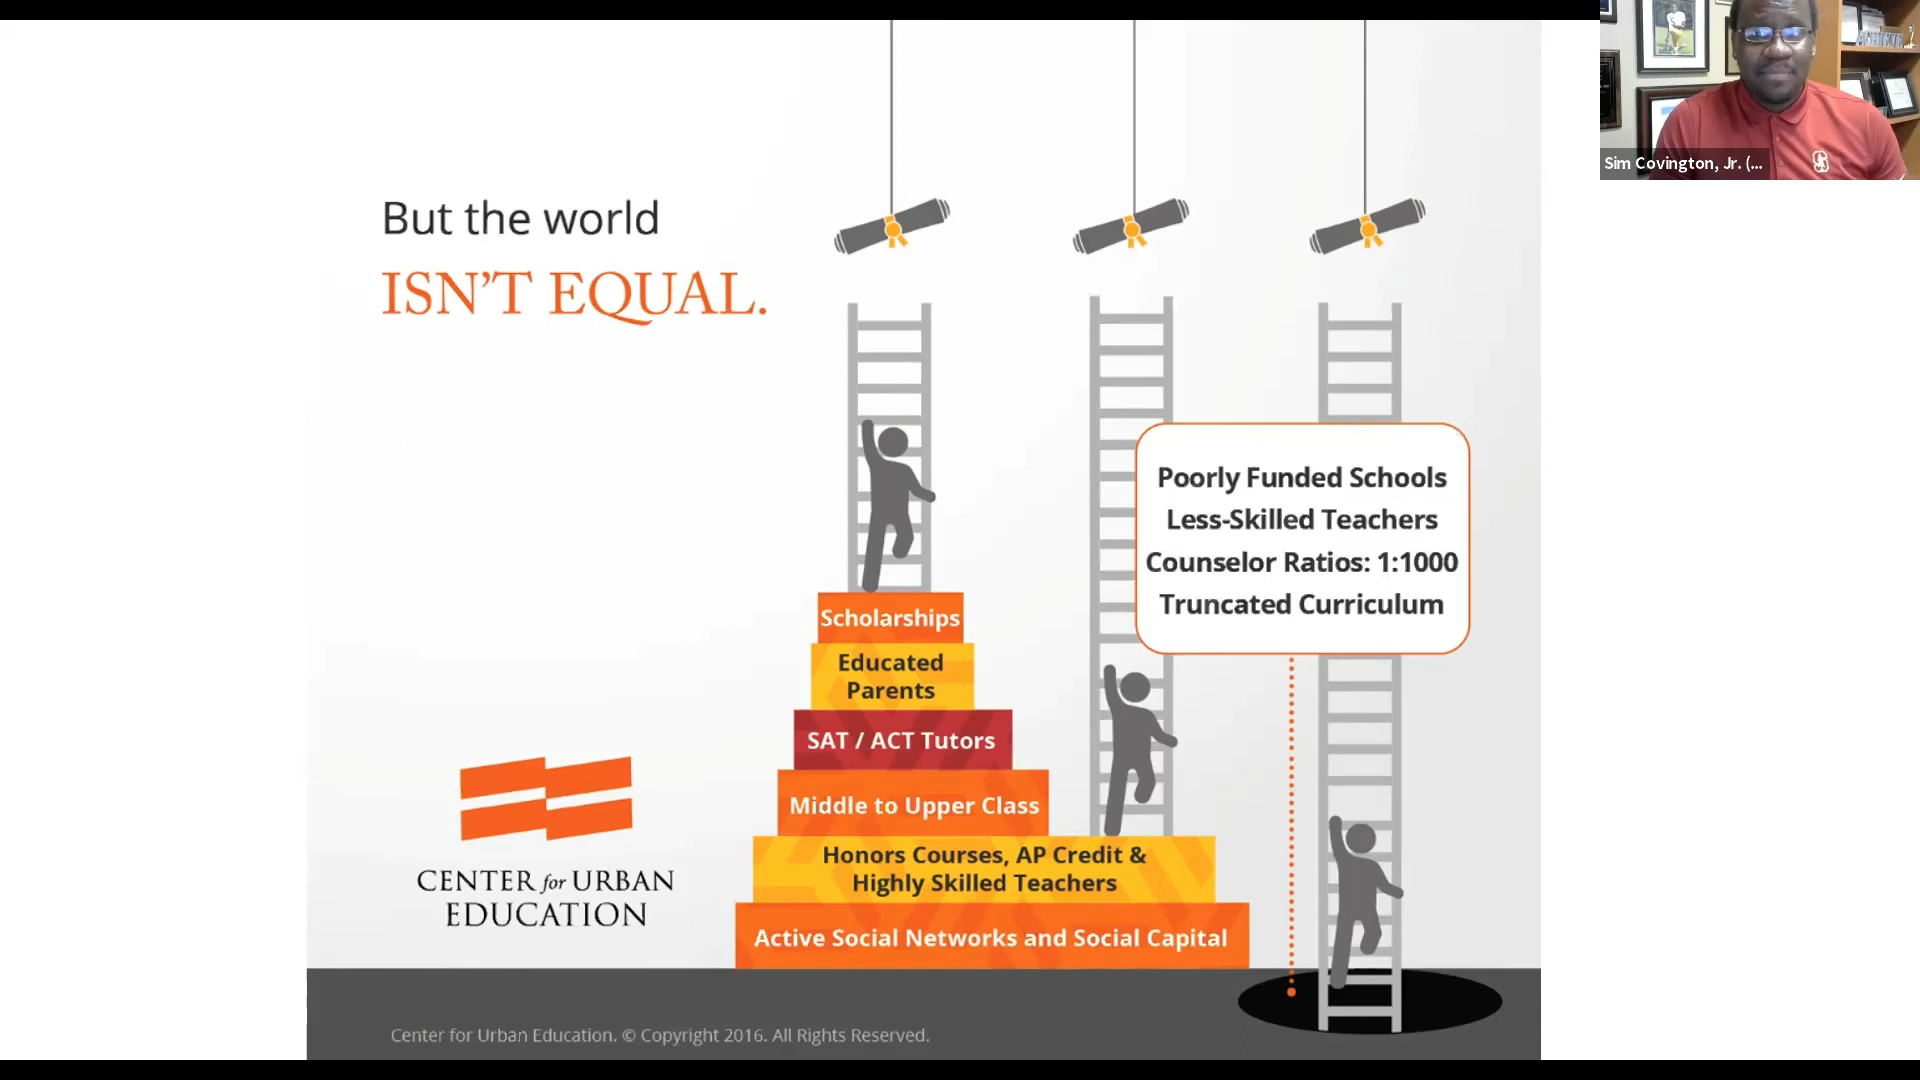 But the world
ISN'T EQUAL.
Poorly Funded Schools
Less-Skilled Teachers
Counselor Ratios: 1:1000
Truncated Curriculum
Scholarships
Educated
Parents
SAT / ACT Tutors
Middle to Upper Class
Honors Courses, AP Credit &
Highly Skilled Teachers
Active Social Networks and Social Capital
CENTER for URBAN
EDUCATION
Center for Urban Education. © Copyright 2016. All Rights Reserved.
Sim Covington, Jr. (...